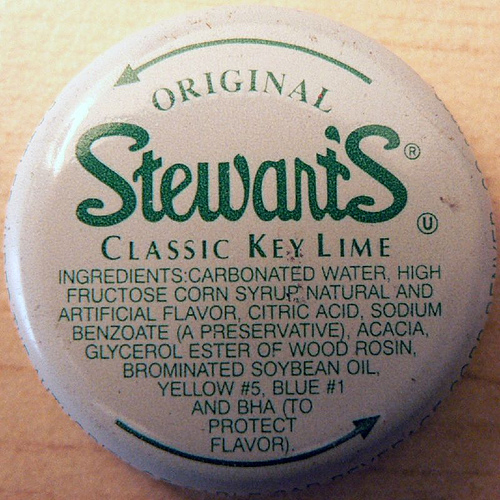 ORIGINAL
Stewart's ®
Ⓤ
CLASSIC KEY LIME
INGREDIENTS:CARBONATED WATER, HIGH
FRUCTOSE CORN SYRUP, NATURAL AND
ARTIFICIAL FLAVOR, CITRIC ACID, SODIUM
BENZOATE (A PRESERVATIVE), ACACIA,
GLYCEROL ESTER OF WOOD ROSIN,
BROMINATED SOYBEAN OIL,
YELLOW #5, BLUE #1
AND BHA (TO
PROTECT
FLAVOR).